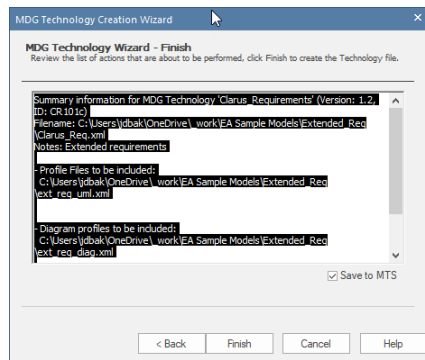 MDG Technology Creation Wizard
MDG Technology Wizard - Finish
Review the list of actions that are about to be performed, click Finish to create the Technology file.
Summary information for MDG Technology 'Clarus_Requirements' (Version: 1.2,
ID: CR101c)
Filename: C:\Users\jdbak\OneDrive\_work\EA Sample Models\Extended_Req
\Clarus_Req.xml
Notes: Extended requirements
- Profile Files to be included:
C:\Users\jdbak\OneDrive\_work\EA Sample Models\Extended_Req
\ext_req_uml.xml
- Diagram profiles to be included:
C:\Users\jdbak\OneDrive\_work\EA Sample Models\Extended_Req
\ext_req_diag.xml
Save to MTS
< Back Finish Cancel Help